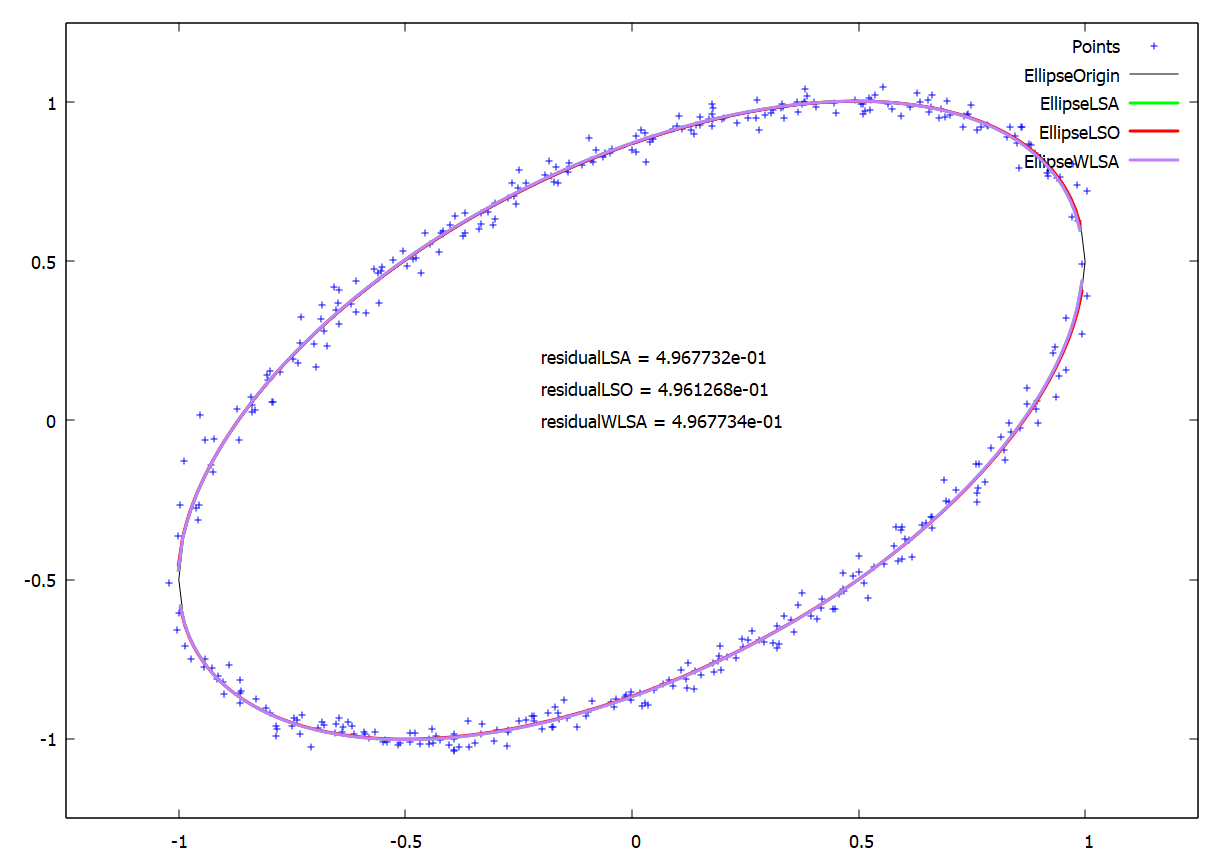 Points
EllipseOrigin
EllipseLSA
EllipseLSO
EllipseWLSA
1
0.5
0
-0.5
-1
residualLSA = 4.967732e-01
residualLSO = 4.961268e-01
residualWLSA = 4.967734e-01
-1
-0.5
0
0.5
1